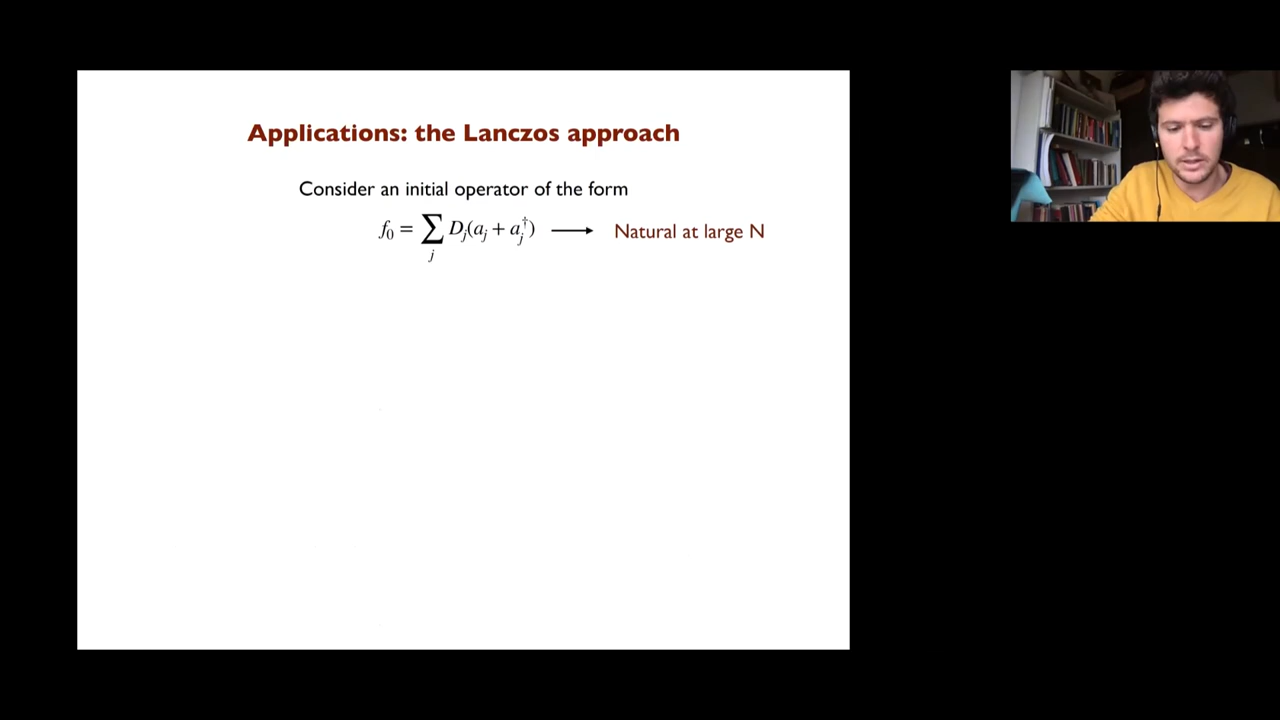 Applications: the Lanczos approach
Consider an initial operator of the form
f₀ = ∑ⱼ Dⱼ(aⱼ + aⱼ†) ⟶ Natural at large N